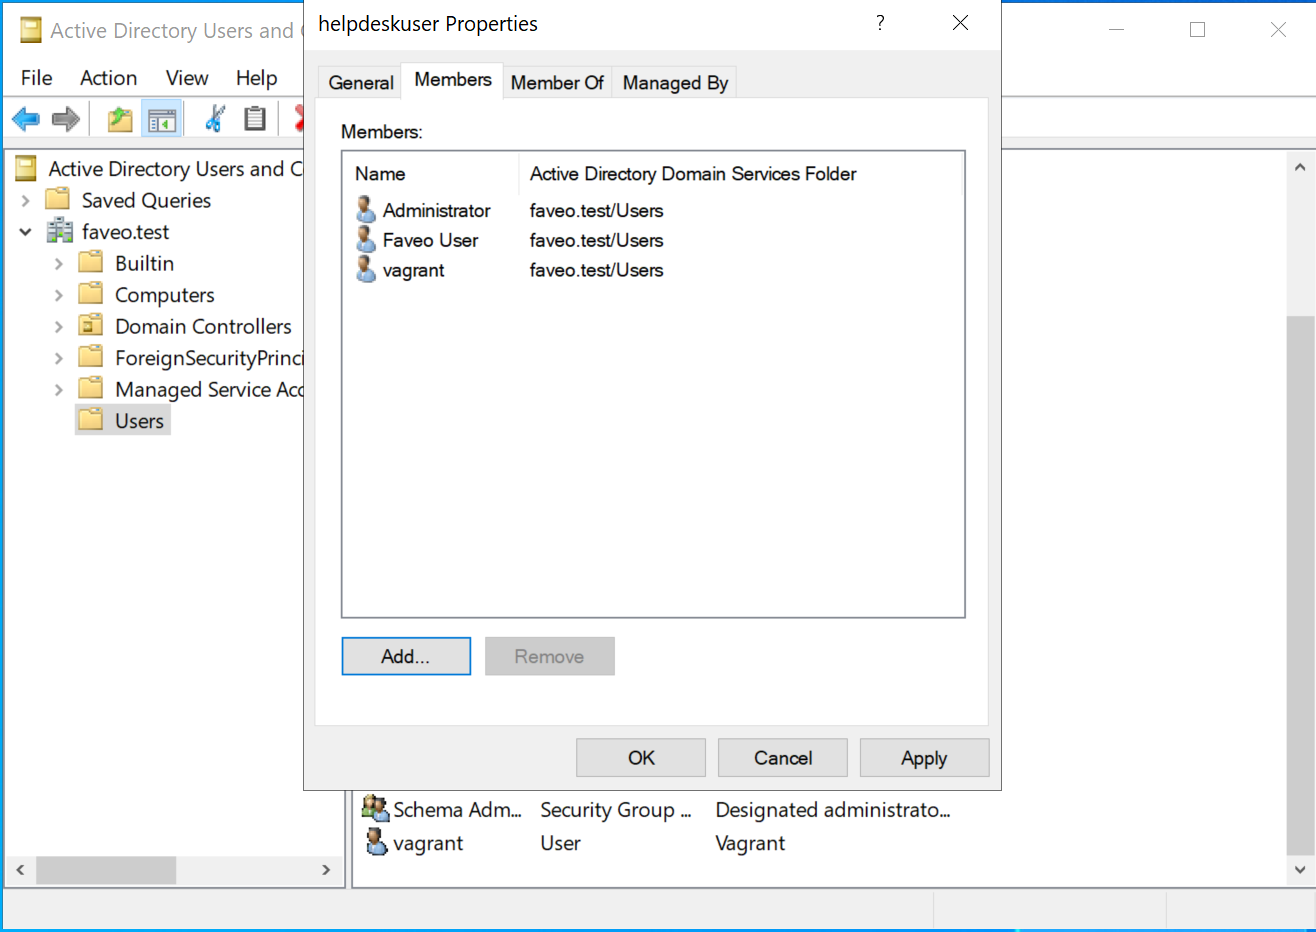 Active Directory Users and C
helpdeskuser Properties
?
File Action View Help
General Members Member Of Managed By
Members:
Name Active Directory Domain Services Folder
Administrator faveo.test/Users
Faveo User faveo.test/Users
vagrant faveo.test/Users
Active Directory Users and C
Saved Queries
faveo.test
Builtin
Computers
Domain Controllers
ForeignSecurityPrinci
Managed Service Acc
Users
Add... Remove
OK Cancel Apply
Schema Adm... Security Group ... Designated administrato...
vagrant User Vagrant